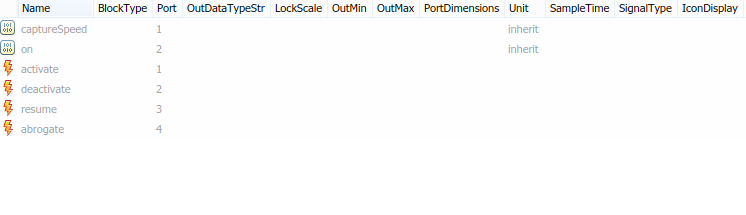 Name BlockType Port OutDataTypeStr LockScale OutMin OutMax PortDimensions Unit SampleTime SignalType IconDisplay
captureSpeed 1 inherit
on 2 inherit
activate 1
deactivate 2
resume 3
abrogate 4